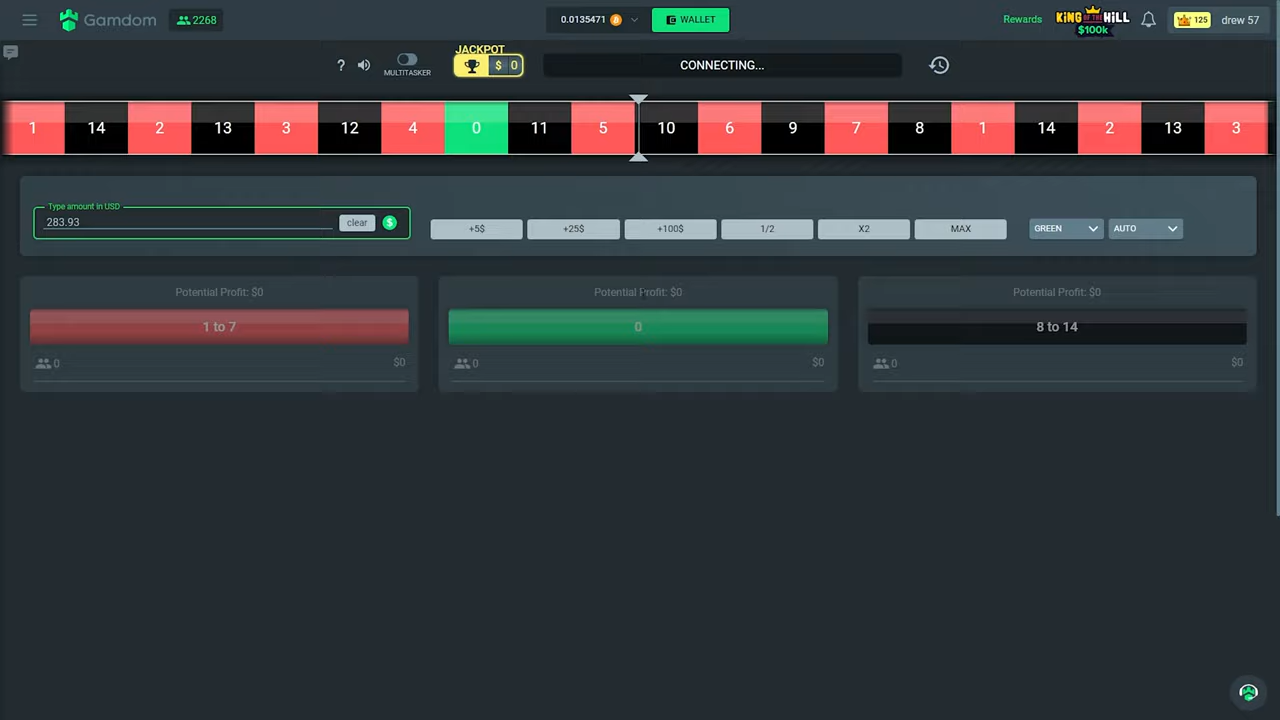 Gamdom
2268
0.0135471
WALLET
Rewards
KING OF THE HILL
$100k
125
drew 57
?
MULTITASKER
JACKPOT
$ 0
CONNECTING...
1 14 2 13 3 12 4 0 11 5 10 6 9 7 8 1 14 2 13 3
Type amount in USD
283.93
clear
$
+5$
+25$
+100$
1/2
X2
MAX
GREEN
AUTO
Potential Profit: $0
1 to 7
0
$0
Potential Profit: $0
0
0
$0
Potential Profit: $0
8 to 14
0
$0